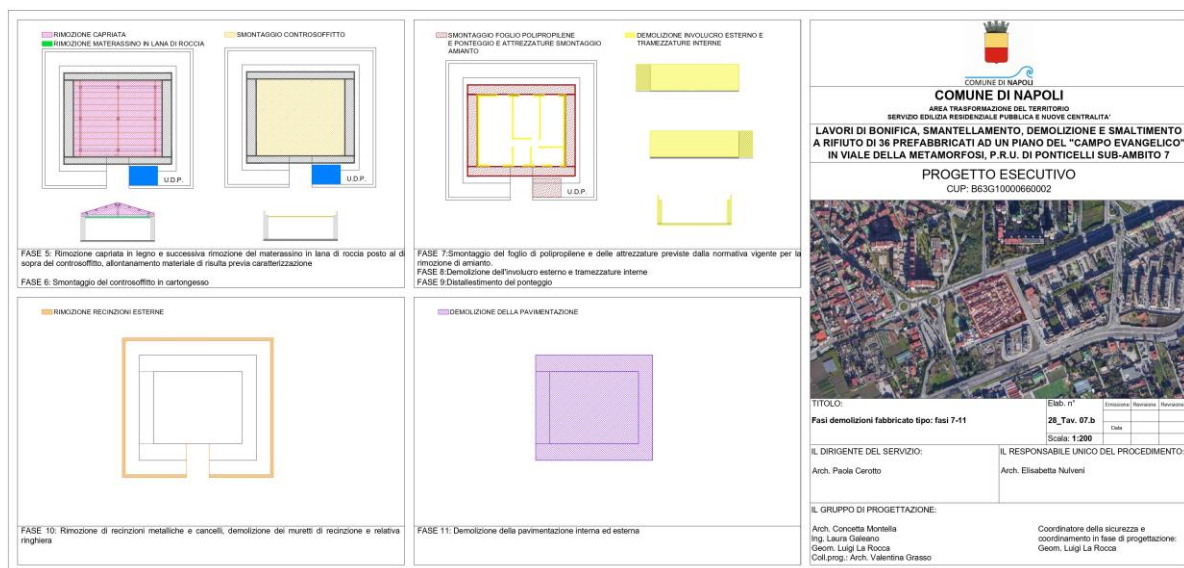 RIMOZIONE CAPRIATA
RIMOZIONE MATERASSINO IN LANA DI ROCCIA
SMONTAGGIO CONTROSOFFITTO
U.D.P.
U.D.P.
FASE 5: Rimozione capriata in legno e successiva rimozione del materassino in lana di roccia posto al di
sopra del controsoffitto, allontanamento materiale di risulta previa caratterizzazione
FASE 6: Smontaggio del controsoffitto in cartongesso
SMONTAGGIO FOGLIO POLIPROPILENE
E PONTEGGIO E ATTREZZATURE SMONTAGGIO
AMIANTO
DEMOLIZIONE INVOLUCRO ESTERNO E
TRAMEZZATURE INTERNE
U.D.P.
FASE 7:Smontaggio del foglio di polipropilene e delle attrezzature previste dalla normativa vigente per la
rimozione di amianto.
FASE 8:Demolizione dell'involucro esterno e tramezzature interne
FASE 9:Distallestimento del ponteggio
RIMOZIONE RECINZIONI ESTERNE
FASE 10: Rimozione di recinzioni metalliche e cancelli, demolizione dei muretti di recinzione e relativa
ringhiera
DEMOLIZIONE DELLA PAVIMENTAZIONE
FASE 11: Demolizione della pavimentazione interna ed esterna
COMUNE DI NAPOLI
COMUNE DI NAPOLI
AREA TRASFORMAZIONE DEL TERRITORIO
SERVIZIO EDILIZIA RESIDENZIALE PUBBLICA E NUOVE CENTRALITA'
LAVORI DI BONIFICA, SMANTELLAMENTO, DEMOLIZIONE E SMALTIMENTO
A RIFIUTO DI 36 PREFABBRICATI AD UN PIANO DEL "CAMPO EVANGELICO"
IN VIALE DELLA METAMORFOSI, P.R.U. DI PONTICELLI SUB-AMBITO 7
PROGETTO ESECUTIVO
CUP: B63G10000660002
TITOLO:
Fasi demolizioni fabbricato tipo: fasi 7-11
Elab. n°
28_Tav. 07.b
Scala: 1:200
Emissione Revisione Revisione
Data
IL DIRIGENTE DEL SERVIZIO:
Arch. Paola Cerotto
IL RESPONSABILE UNICO DEL PROCEDIMENTO:
Arch. Elisabetta Nulveni
IL GRUPPO DI PROGETTAZIONE:
Arch. Concetta Montella
Ing. Laura Galeano
Geom. Luigi La Rocca
Coll.prog.: Arch. Valentina Grasso
Coordinatore della sicurezza e
coordinamento in fase di progettazione:
Geom. Luigi La Rocca